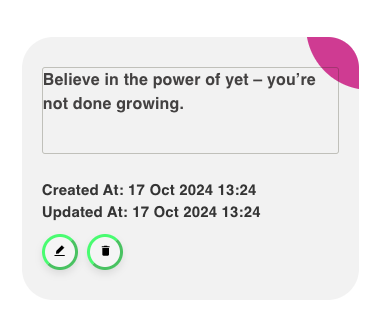 Believe in the power of yet – you’re
not done growing.
Created At: 17 Oct 2024 13:24
Updated At: 17 Oct 2024 13:24